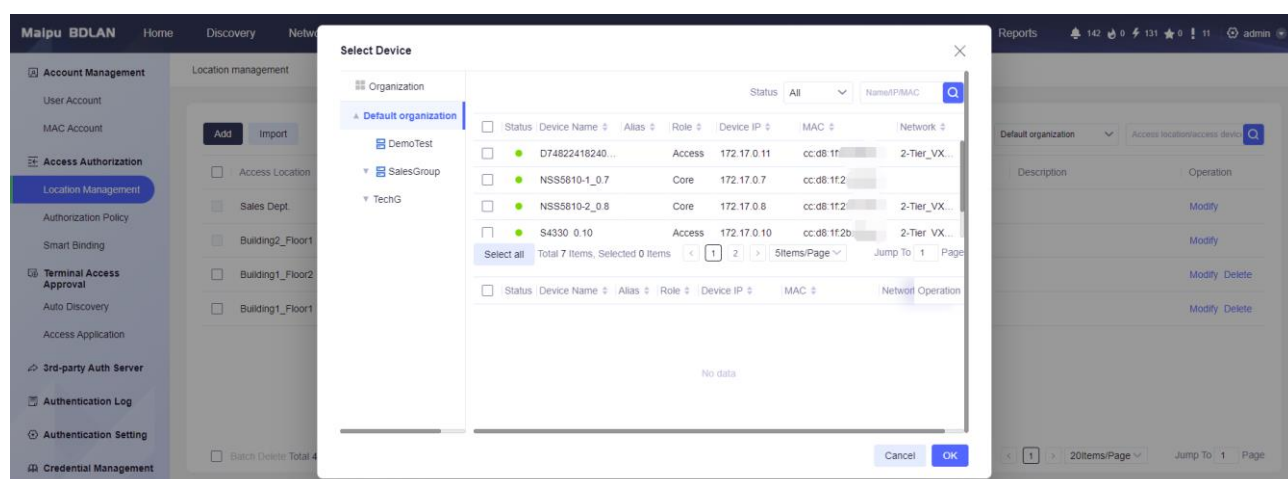 Maipu BDLAN Home Discovery Netwo Reports 142 0 131 0 11 admin
Account Management
User Account
MAC Account
Access Authorization
Location Management
Authorization Policy
Smart Binding
Terminal Access Approval
Auto Discovery
Access Application
3rd-party Auth Server
Authentication Log
Authentication Setting
Credential Management
Location management
Add Import
Default organization
Access location/access devic
Access Location Description Operation
Sales Dept. Modify
Building2_Floor1 Modify
Building1_Floor2 Modify Delete
Building1_Floor1 Modify Delete
Batch Delete Total 4
1 20Items/Page Jump To 1 Page
Select Device
Organization
Default organization
DemoTest
SalesGroup
TechG
Status All Name/IP/MAC
Status Device Name Alias Role Device IP MAC Network
D74822418240... Access 172.17.0.11 cc:d8:1f: 2-Tier_VX...
NSS5810-1_0.7 Core 172.17.0.7 cc:d8:1f:2
NSS5810-2_0.8 Core 172.17.0.8 cc:d8:1f:2 2-Tier_VX...
S4330_0.10 Access 172.17.0.10 cc:d8:1f:2b: 2-Tier_VX...
Select all Total 7 Items, Selected 0 Items 1 2 5Items/Page Jump To 1 Page
Status Device Name Alias Role Device IP MAC Network Operation
No data
Cancel OK